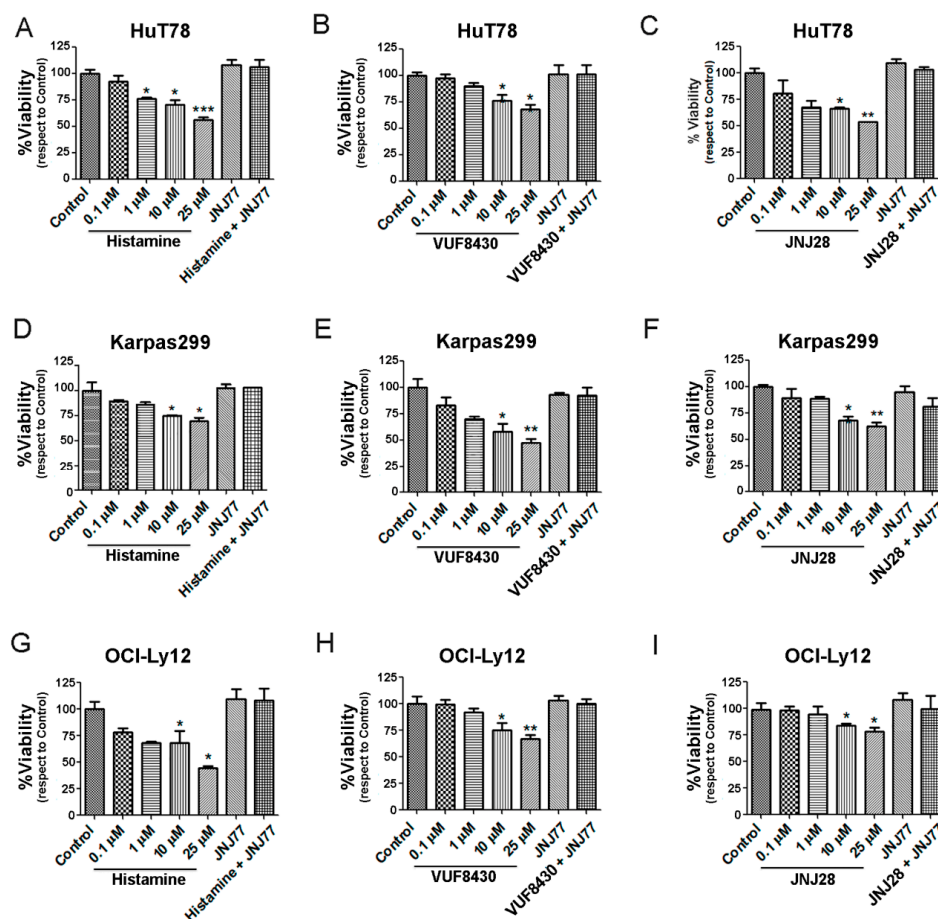 A
HuT78
%Viability
(respect to Control)
125
100
75
50
25
0
* * ***
Control
0.1 µM
1 µM
10 µM
25 µM
JNJ77
Histamine + JNJ77
Histamine
B
HuT78
%Viability
(respect to Control)
125
100
75
50
25
0
* *
Control
0.1 µM
1 µM
10 µM
25 µM
JNJ77
VUF8430 + JNJ77
VUF8430
C
HuT78
% Viability
(respect to Control)
125
100
75
50
25
0
* **
Control
0.1 µM
1 µM
10 µM
25 µM
JNJ77
JNJ28 + JNJ77
JNJ28
D
Karpas299
%Viability
(respect to Control)
125
100
75
50
25
0
* *
Control
0.1 µM
1 µM
10 µM
25 µM
JNJ77
Histamine + JNJ77
Histamine
E
Karpas299
%Viability
(respect to Control)
125
100
75
50
25
0
* **
Control
0.1 µM
1 µM
10 µM
25 µM
JNJ77
VUF8430 + JNJ77
VUF8430
F
Karpas299
%Viability
(respect to Control)
125
100
75
50
25
0
* **
Control
0.1 µM
1 µM
10 µM
25 µM
JNJ77
JNJ28 + JNJ77
JNJ28
G
OCI-Ly12
%Viability
(respect to Control)
125
100
75
50
25
0
* *
Control
0.1 µM
1 µM
10 µM
25 µM
JNJ77
Histamine + JNJ77
Histamine
H
OCI-Ly12
%Viability
(respect to Control)
125
100
75
50
25
0
* **
Control
0.1 µM
1 µM
10 µM
25 µM
JNJ77
VUF8430 + JNJ77
VUF8430
I
OCI-Ly12
%Viability
(respect to Control)
125
100
75
50
25
0
* *
Control
0.1 µM
1 µM
10 µM
25 µM
JNJ77
JNJ28 + JNJ77
JNJ28